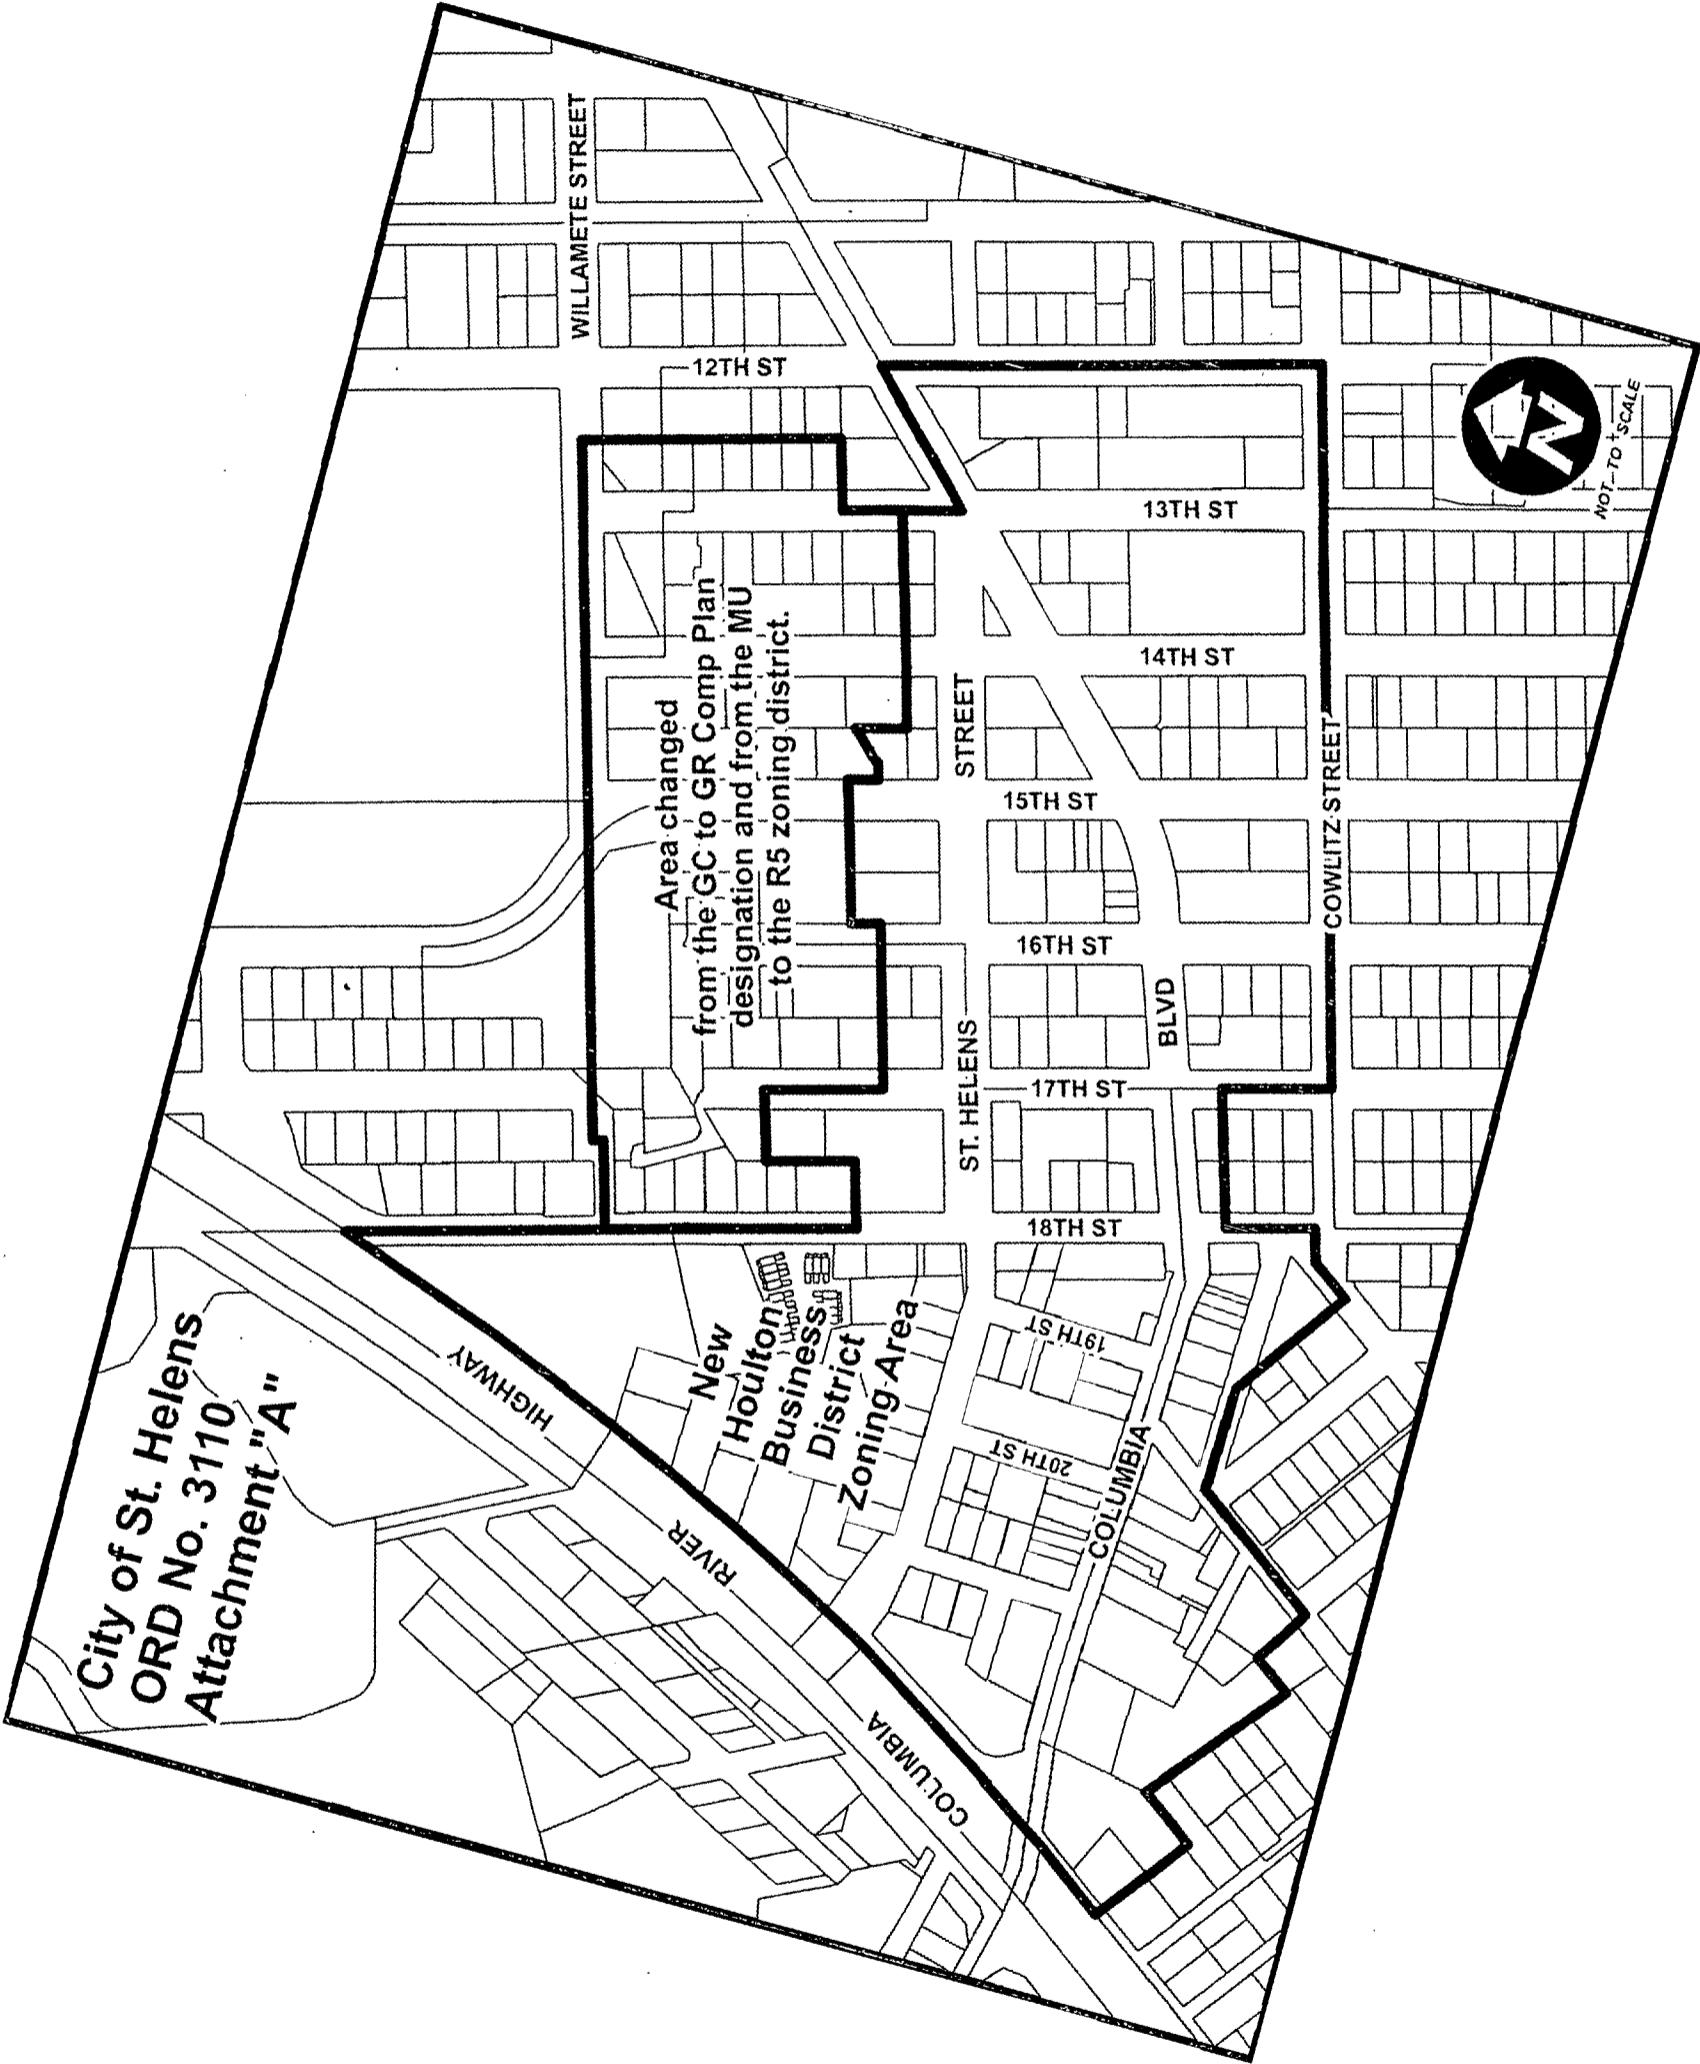 City of St. Helens
ORD No. 3110
Attachment "A"
WILLAMETE STREET
12TH ST
13TH ST
14TH ST
15TH ST
16TH ST
17TH ST
18TH ST
19TH ST
20TH ST
ST. HELENS
STREET
COLUMBIA
BLVD
COWLITZ STREET
COLUMBIA
RIVER
HIGHWAY
Area changed
from the GC to GR Comp Plan
designation and from the MU
to the R5 zoning district.
New
Houlton
Business
District
Zoning Area
N
NOT TO SCALE